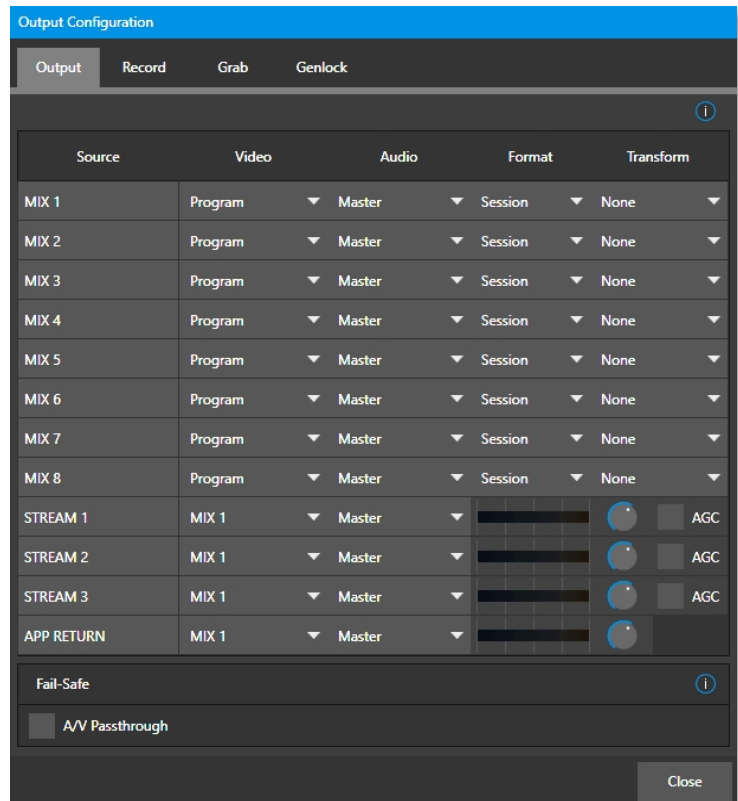 Output Configuration
Output Record Grab Genlock
i
Source Video Audio Format Transform
MIX 1 Program Master Session None
MIX 2 Program Master Session None
MIX 3 Program Master Session None
MIX 4 Program Master Session None
MIX 5 Program Master Session None
MIX 6 Program Master Session None
MIX 7 Program Master Session None
MIX 8 Program Master Session None
STREAM 1 MIX 1 Master AGC
STREAM 2 MIX 1 Master AGC
STREAM 3 MIX 1 Master AGC
APP RETURN MIX 1 Master
Fail-Safe i
A/V Passthrough
Close